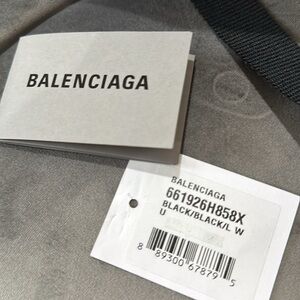 BALENCIAGA
BALENCIAGA
661926H858X
BLACK/BLACK/L W
U
8 89300 67879 5